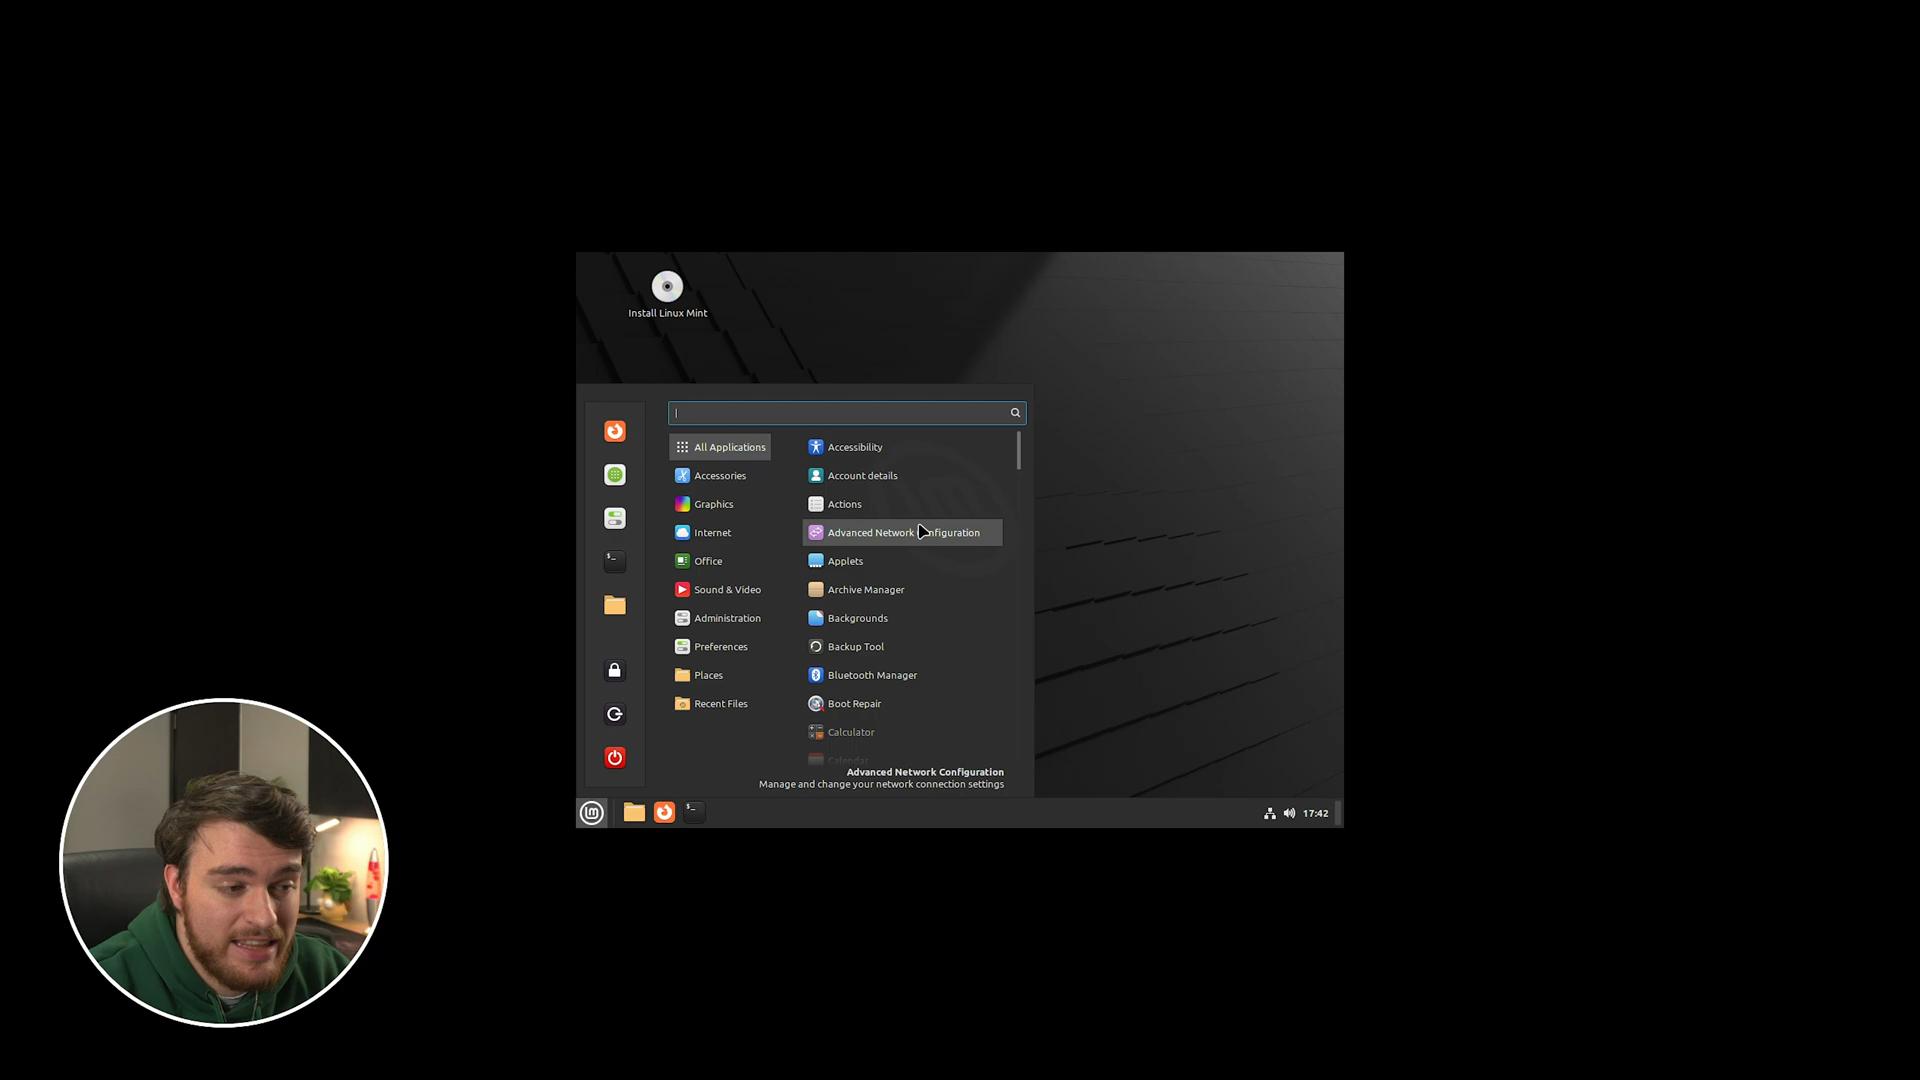 Install Linux Mint
All Applications
Accessories
Graphics
Internet
Office
Sound & Video
Administration
Preferences
Places
Recent Files
Accessibility
Account details
Actions
Advanced Network Configuration
Applets
Archive Manager
Backgrounds
Backup Tool
Bluetooth Manager
Boot Repair
Calculator
Calendar
Advanced Network Configuration
Manage and change your network connection settings
17:42